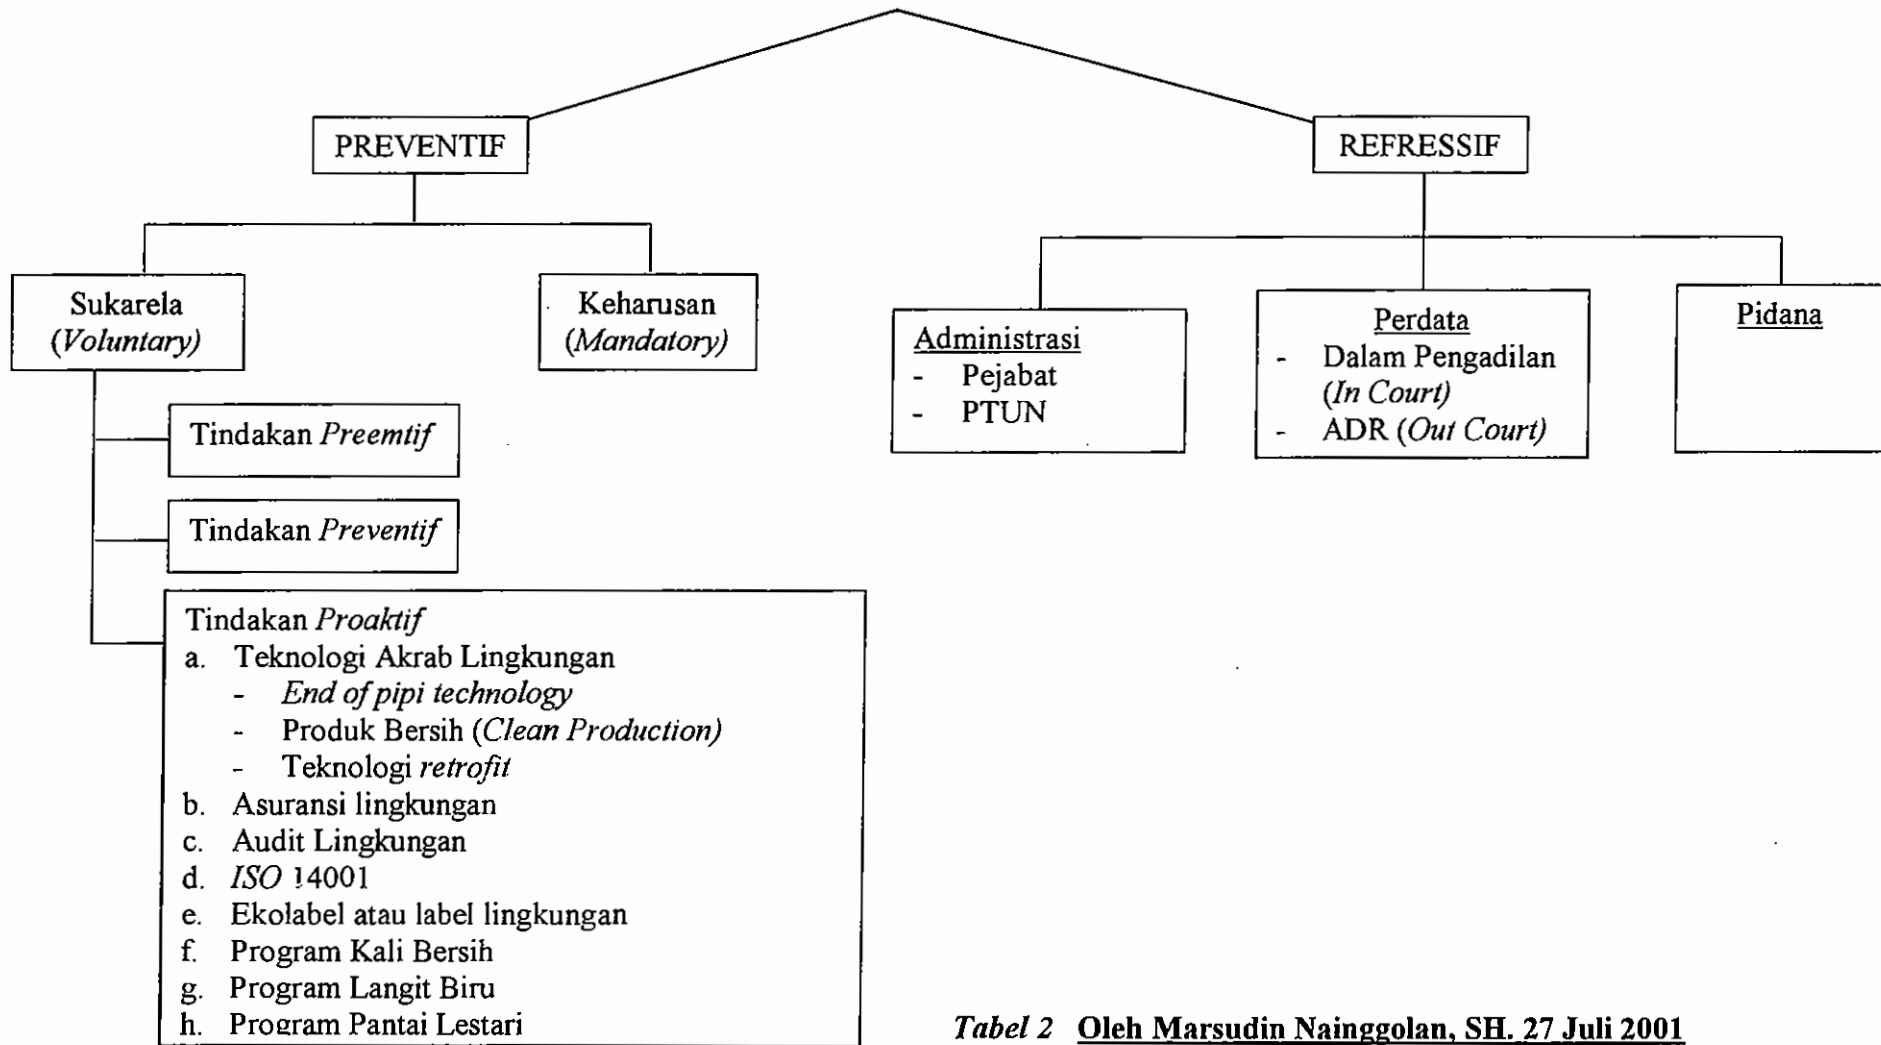 PREVENTIF
REFRESSIF
Sukarela
(Voluntary)
Keharusan
(Mandatory)
Administrasi
- Pejabat
- PTUN
Perdata
- Dalam Pengadilan
(In Court)
- ADR (Out Court)
Pidana
Tindakan Preemtif
Tindakan Preventif
Tindakan Proaktif
a. Teknologi Akrab Lingkungan
- End of pipi technology
- Produk Bersih (Clean Production)
- Teknologi retrofit
b. Asuransi lingkungan
c. Audit Lingkungan
d. ISO 14001
e. Ekolabel atau label lingkungan
f. Program Kali Bersih
g. Program Langit Biru
h. Program Pantai Lestari
Tabel 2 Oleh Marsudin Nainggolan, SH. 27 Juli 2001